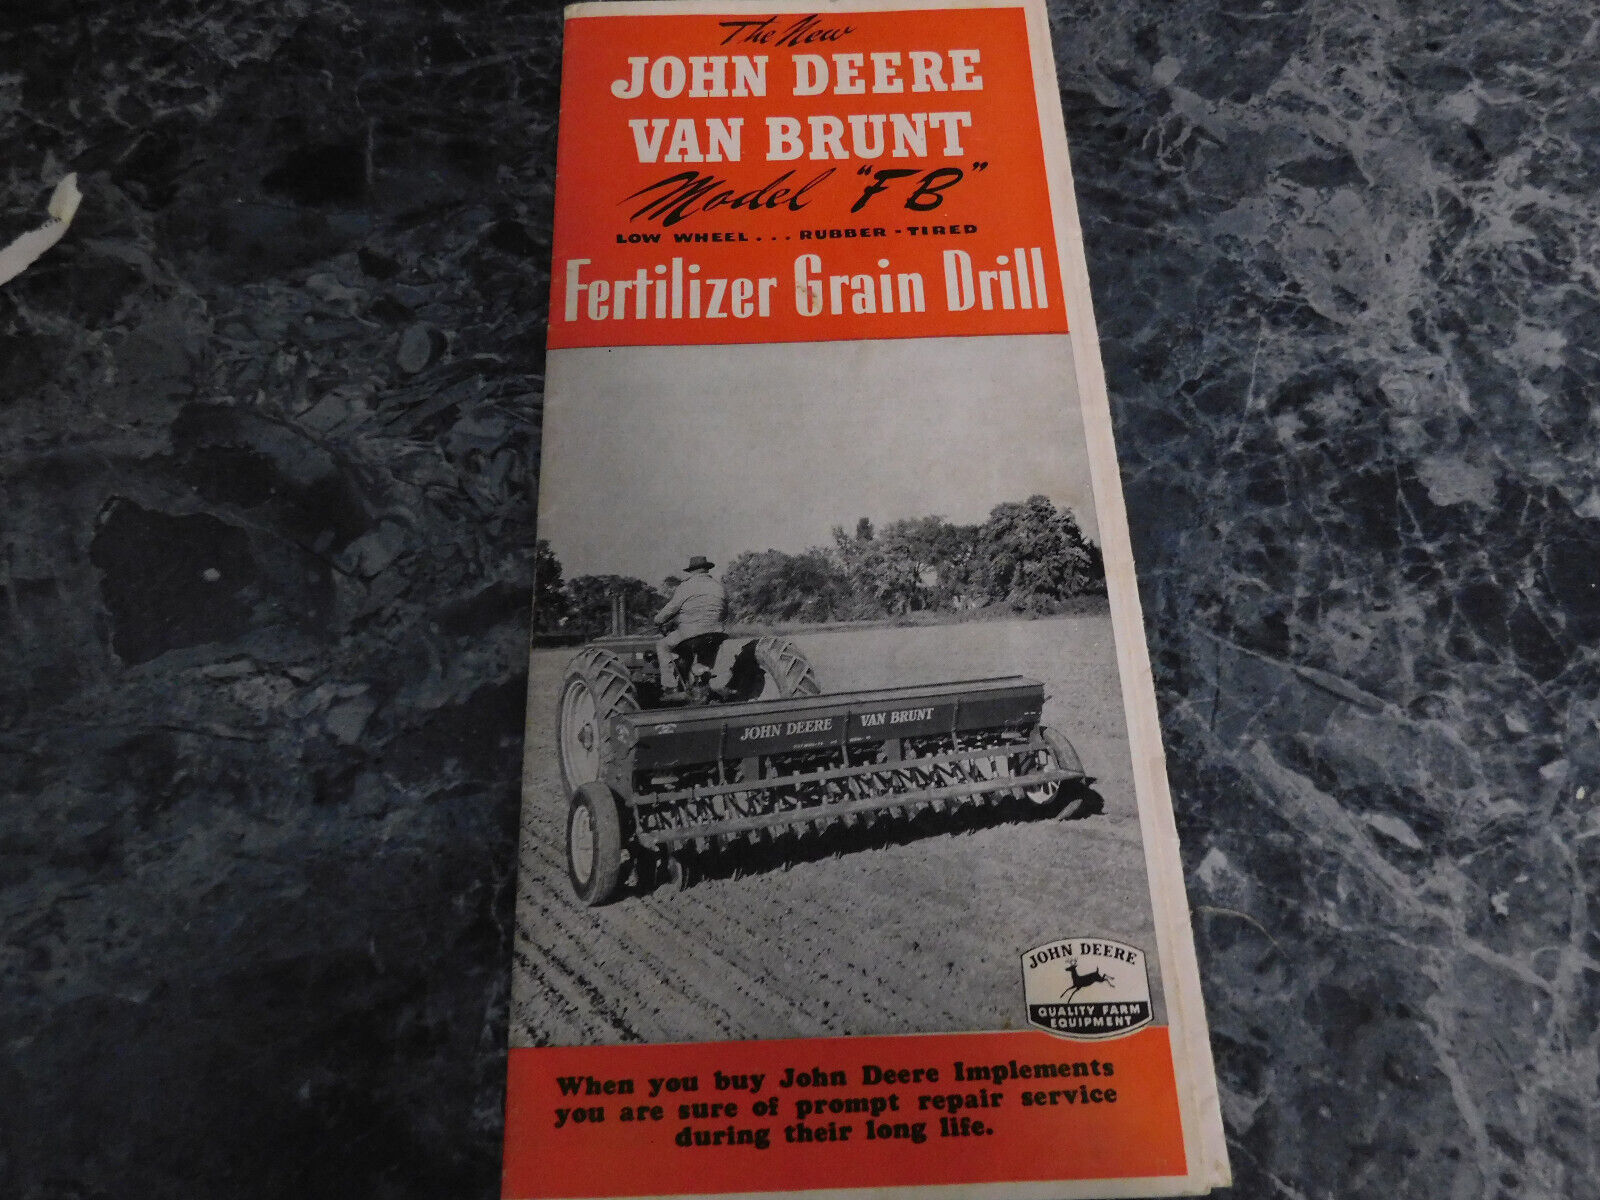 The New
JOHN DEERE
VAN BRUNT
Model "FB"
LOW WHEEL... RUBBER-TIRED
Fertilizer Grain Drill
JOHN DEERE VAN BRUNT
JOHN DEERE
QUALITY FARM
EQUIPMENT
When you buy John Deere Implements
you are sure of prompt repair service
during their long life.